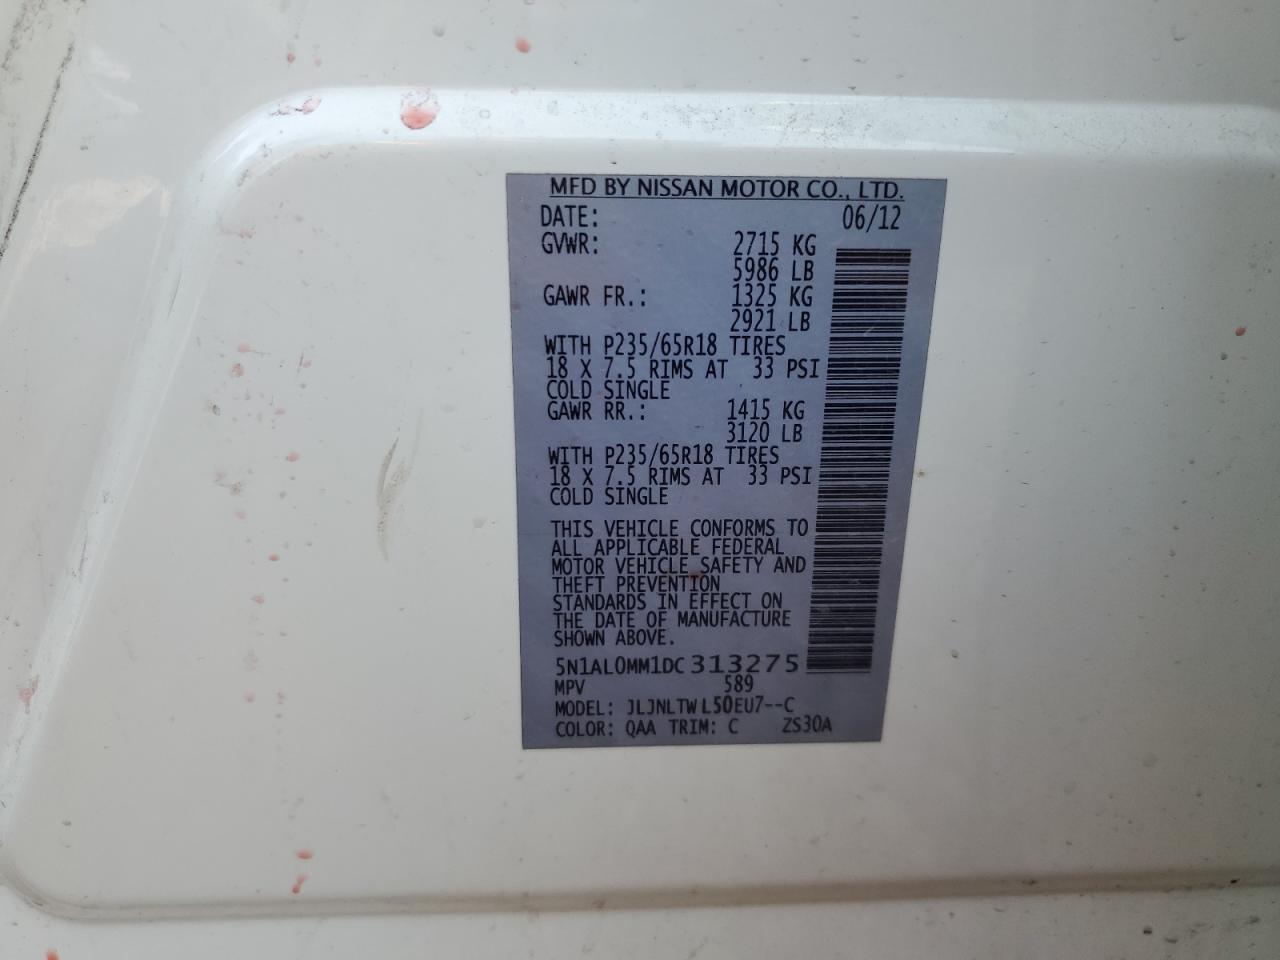 MFD BY NISSAN MOTOR CO., LTD.
DATE: 06/12
GVWR: 2715 KG
5986 LB
GAWR FR.: 1325 KG
2921 LB
WITH P235/65R18 TIRES
18 X 7.5 RIMS AT 33 PSI
COLD SINGLE
GAWR RR.: 1415 KG
3120 LB
WITH P235/65R18 TIRES
18 X 7.5 RIMS AT 33 PSI
COLD SINGLE
THIS VEHICLE CONFORMS TO
ALL APPLICABLE FEDERAL
MOTOR VEHICLE SAFETY AND
THEFT PREVENTION
STANDARDS IN EFFECT ON
THE DATE OF MANUFACTURE
SHOWN ABOVE.
5N1AL0MM1DC313275
MPV 589
MODEL: JLJNLTWL50EU7--C
COLOR: QAA TRIM: C ZS30A